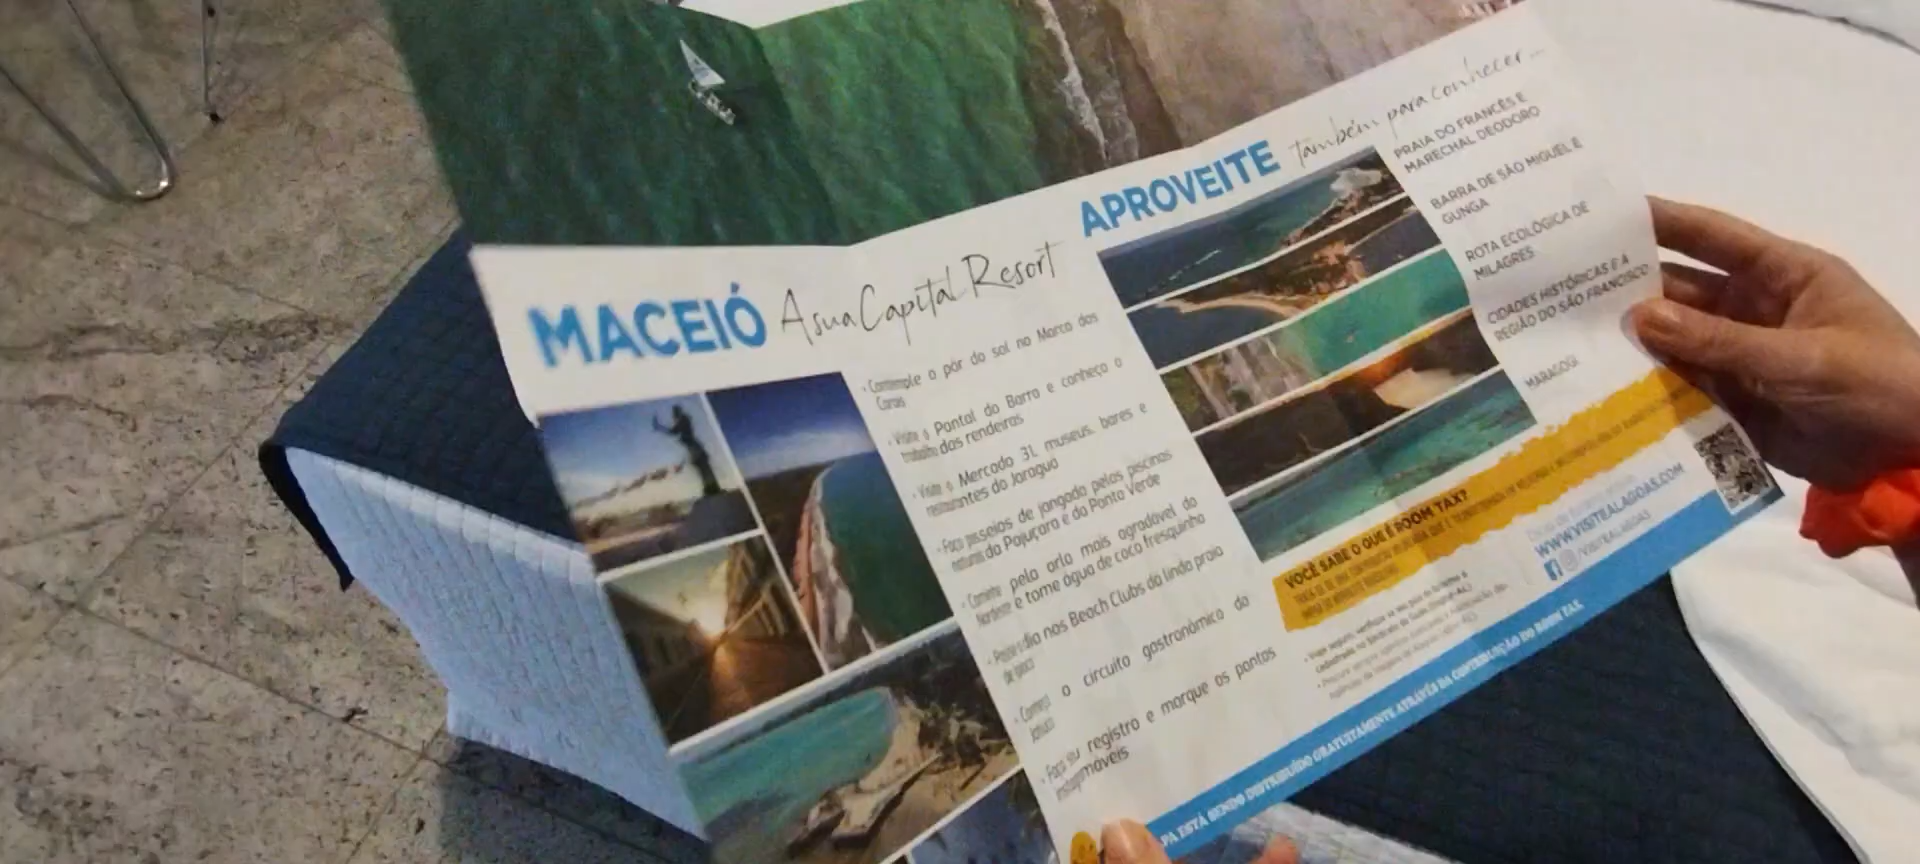 MACEIÓ A sua Capital Resort
• Contemple o pôr do sol no Marco dos
Corais
• Visite o Pontal da Barra e conheça o
trabalho das rendeiras
• Visite o Mercado 31, museus, bares e
restaurantes do Jaraguá
• Faça passeios de jangada pelas piscinas
naturais da Pajuçara e da Ponta Verde
• Caminhe pela orla mais agradável do
Nordeste e tome água de coco fresquinha
• Passe o dia nos Beach Clubs da linda praia
de Ipioca
• Conheça o circuito gastronômico da
Jatiúca
• Faça seu registro e marque os pontos
instagramáveis
APROVEITE também para conhecer...
PRAIA DO FRANCÊS E
MARECHAL DEODORO
BARRA DE SÃO MIGUEL E
GUNGA
ROTA ECOLÓGICA DE
MILAGRES
CIDADES HISTÓRICAS E A
REGIÃO DO SÃO FRANCISCO
MARAGOGI
VOCÊ SABE O QUE É ROOM TAX?
WWW.VISITEALAGOAS.COM
/VISITEALAGOAS
PA ESTÁ SENDO DISTRIBUÍDO GRATUITAMENTE ATRAVÉS DA CONTRIBUIÇÃO DO ROOM TAX.